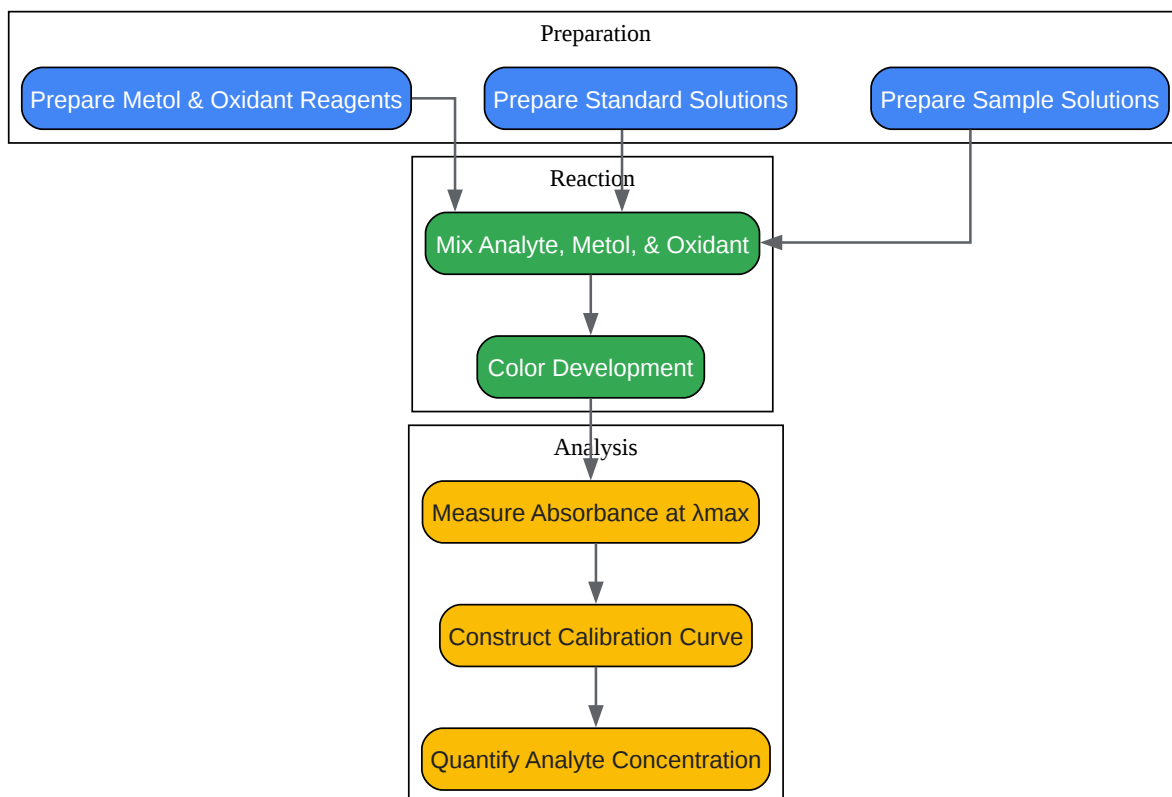 Preparation
Prepare Metol & Oxidant Reagents
Prepare Standard Solutions
Prepare Sample Solutions
Reaction
Mix Analyte, Metol, & Oxidant
Color Development
Analysis
Measure Absorbance at λmax
Construct Calibration Curve
Quantify Analyte Concentration